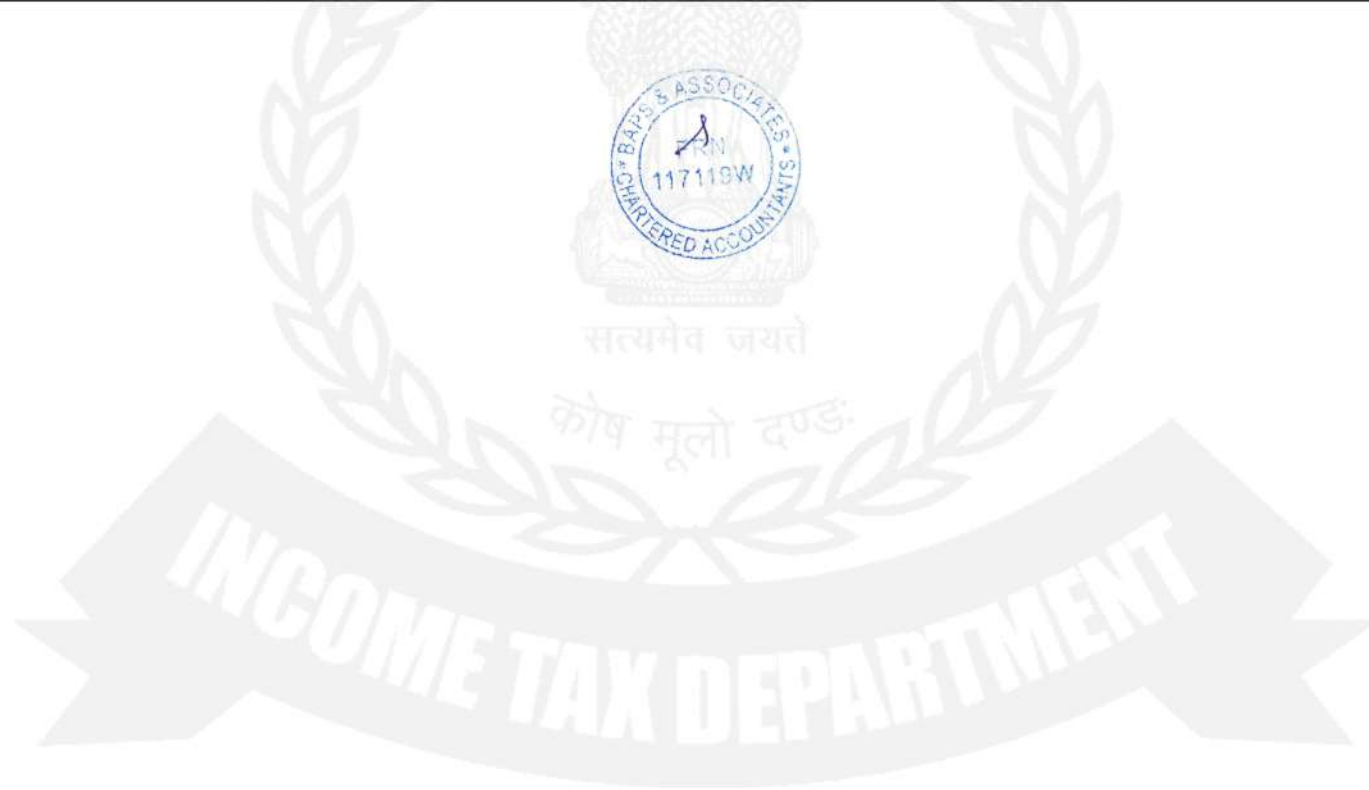 * BAPS & ASSOCIATES *
FRN
117119W
CHARTERED ACCOUNTANTS
सत्यमेव जयते
कोष मूलो दण्डः
INCOME TAX DEPARTMENT